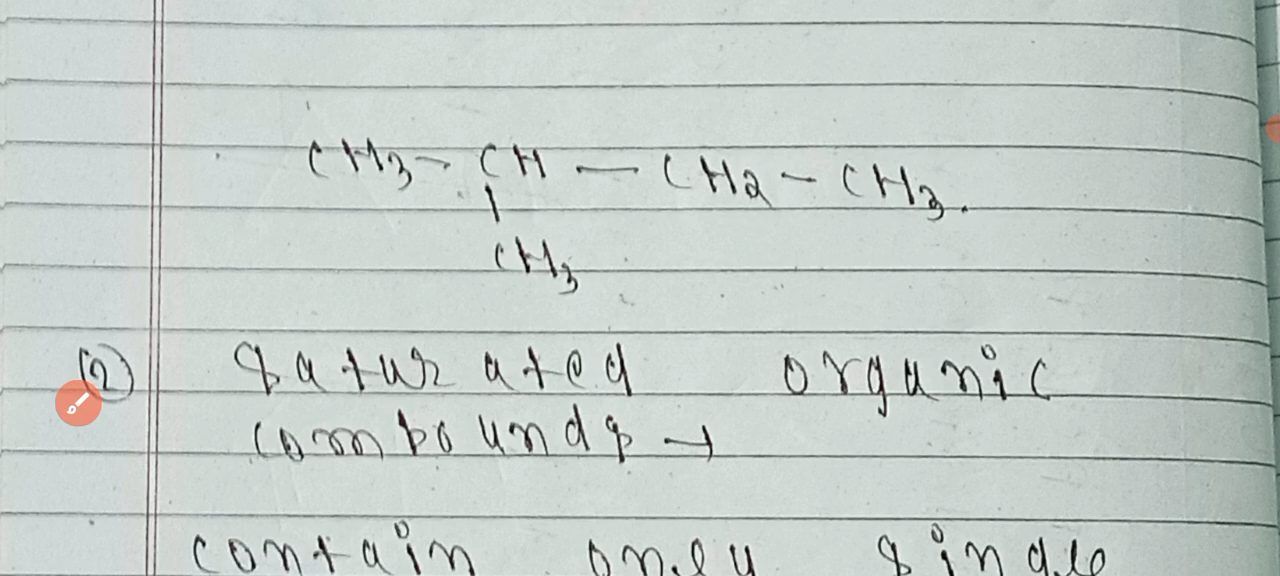 CH3 - CH - CH2 - CH3.
|
CH3
(2) saturated organic
compounds →
contain only single